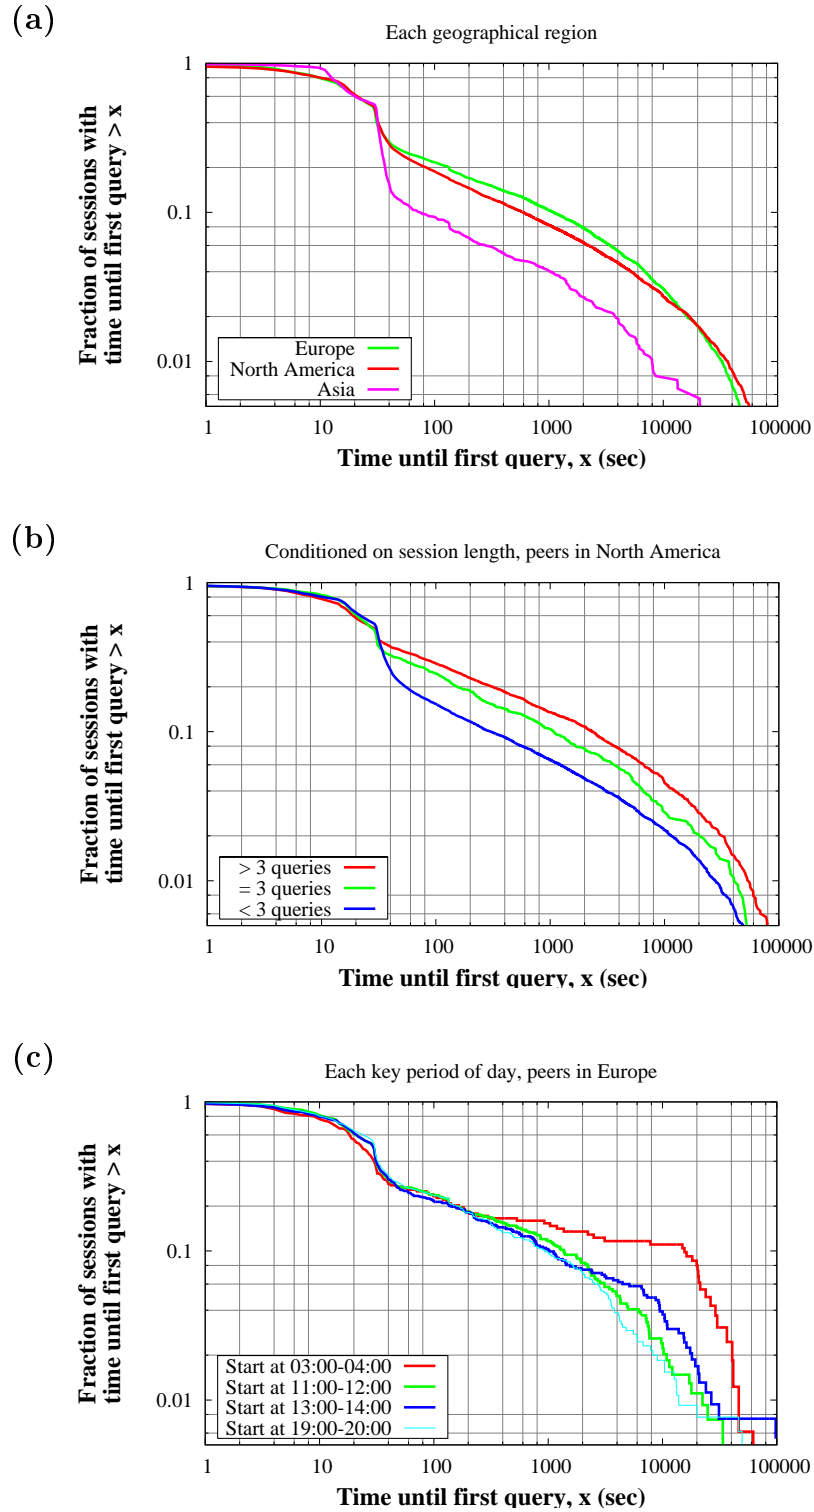 (a)
Each geographical region
Fraction of sessions with
time until first query > x
1
0.1
0.01
Europe
North America
Asia
1 10 100 1000 10000 100000
Time until first query, x (sec)
(b)
Conditioned on session length, peers in North America
Fraction of sessions with
time until first query > x
1
0.1
0.01
> 3 queries
= 3 queries
< 3 queries
1 10 100 1000 10000 100000
Time until first query, x (sec)
(c)
Each key period of day, peers in Europe
Fraction of sessions with
time until first query > x
1
0.1
0.01
Start at 03:00-04:00
Start at 11:00-12:00
Start at 13:00-14:00
Start at 19:00-20:00
1 10 100 1000 10000 100000
Time until first query, x (sec)